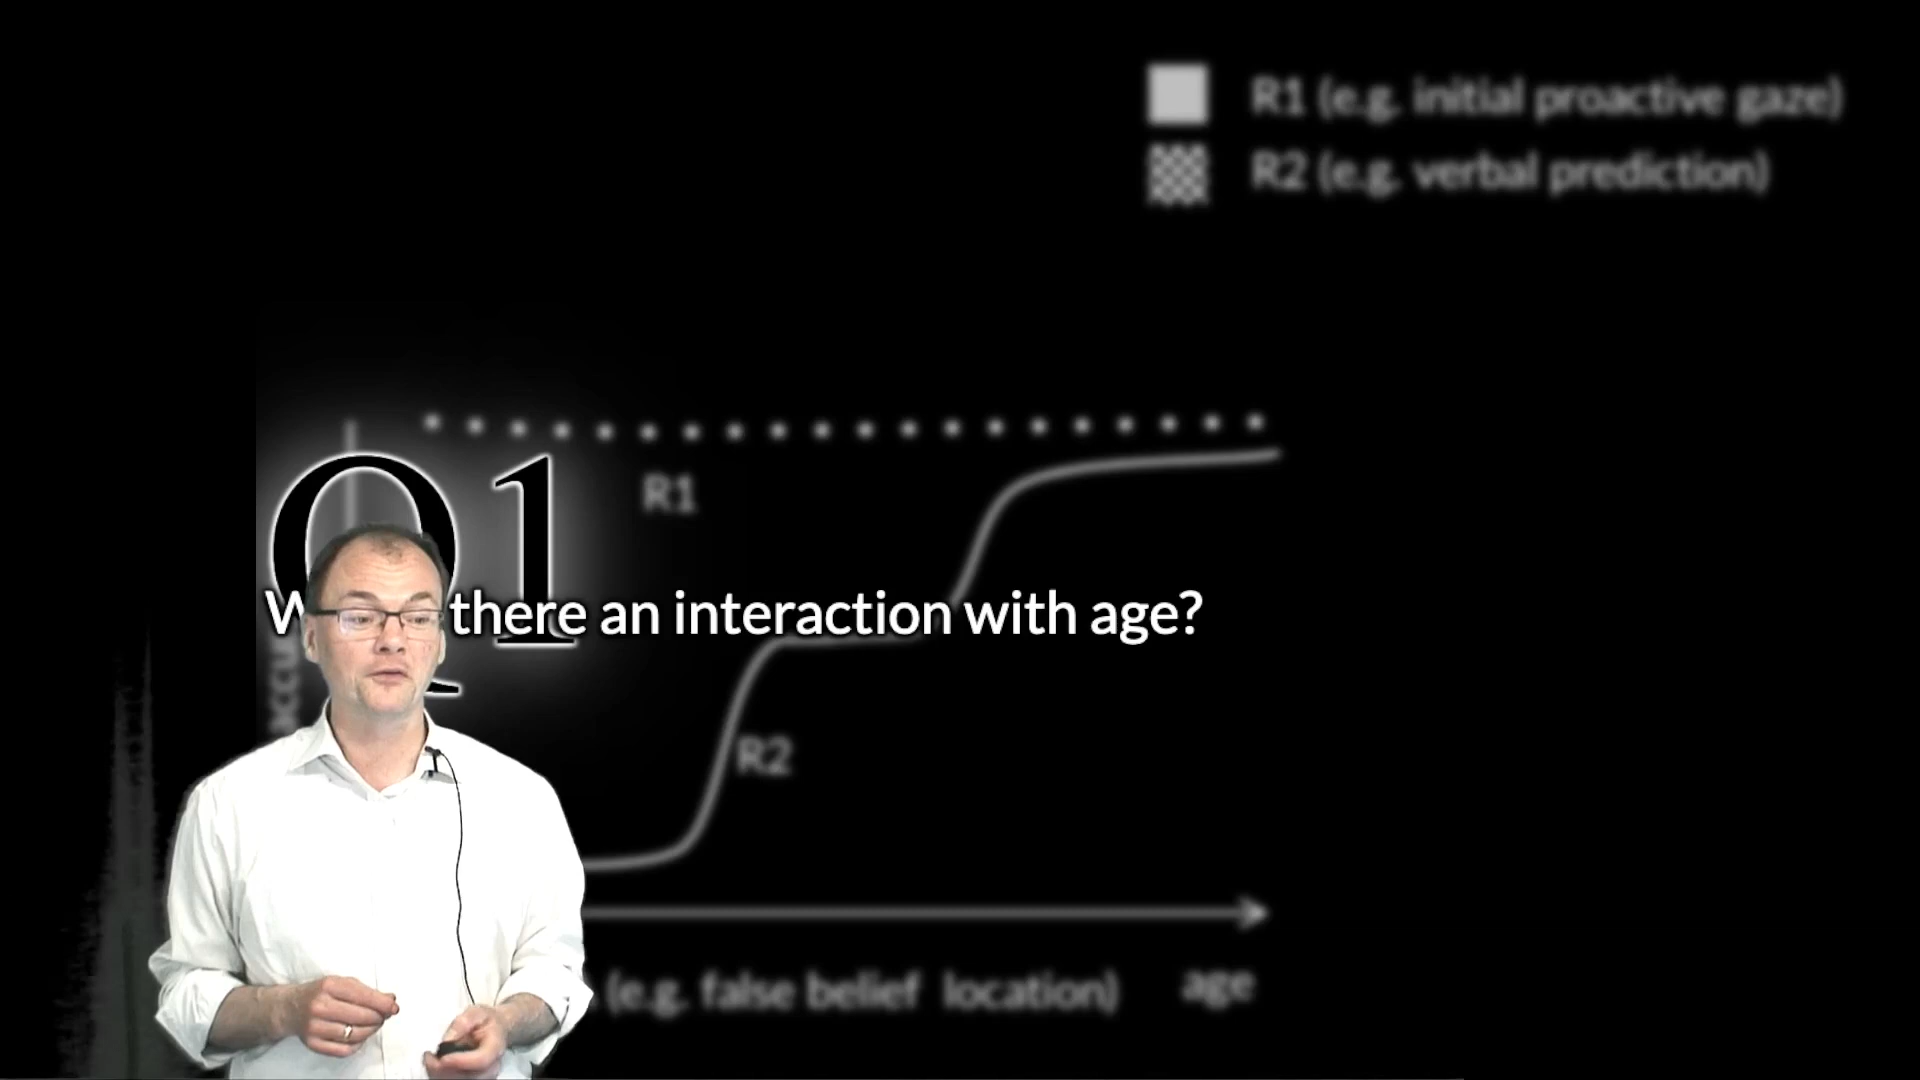 R1 (e.g. initial proactive gaze)
R2 (e.g. verbal prediction)
Q1
R1
there an interaction with age?
R2
(e.g. false belief location)
age